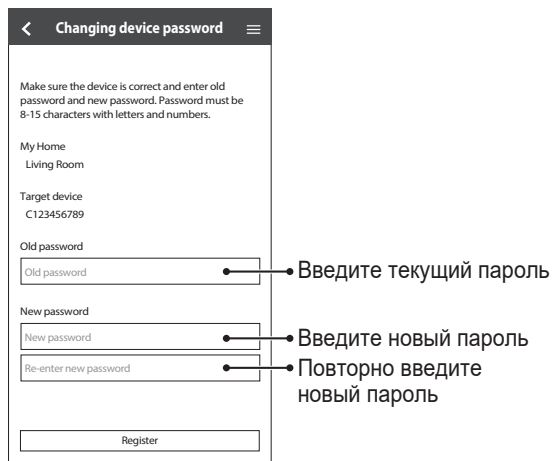 Changing device password
Make sure the device is correct and enter old
password and new password. Password must be
8-15 characters with letters and numbers.
My Home
Living Room
Target device
C123456789
Old password
Old password
Введите текущий пароль
New password
New password
Введите новый пароль
Re-enter new password
Повторно введите
новый пароль
Register